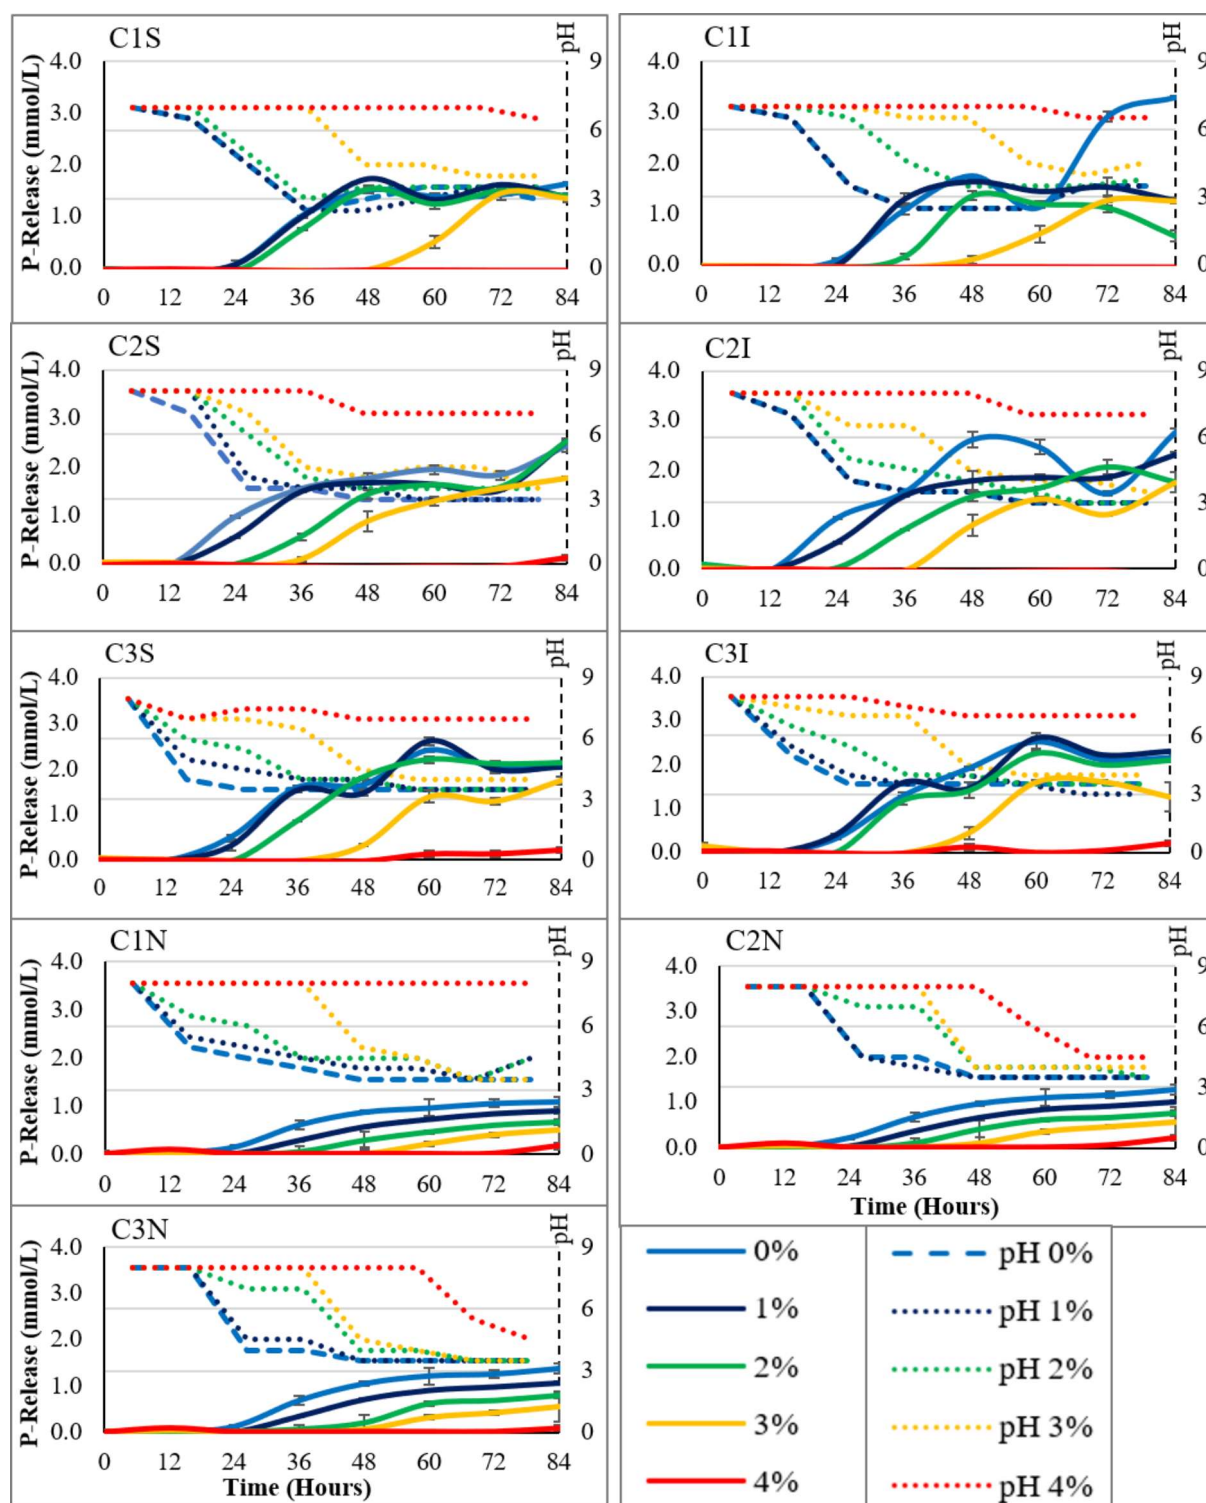 C1S
pH
4.0
9
3.0
6
2.0
3
1.0
0.0
0
P-Release (mmol/L)
0 12 24 36 48 60 72 84
C1I
pH
4.0
9
3.0
6
2.0
3
1.0
0.0
0
0 12 24 36 48 60 72 84
C2S
pH
4.0
9
3.0
6
2.0
3
1.0
0.0
0
P-Release (mmol/L)
0 12 24 36 48 60 72 84
C2I
pH
4.0
9
3.0
6
2.0
3
1.0
0.0
0
0 12 24 36 48 60 72 84
C3S
pH
4.0
9
3.0
6
2.0
3
1.0
0.0
0
P-Release (mmol/L)
0 12 24 36 48 60 72 84
C3I
pH
4.0
9
3.0
6
2.0
3
1.0
0.0
0
0 12 24 36 48 60 72 84
C1N
pH
4.0
9
3.0
6
2.0
3
1.0
0.0
0
P-Release (mmol/L)
0 12 24 36 48 60 72 84
C2N
pH
4.0
9
3.0
6
2.0
3
1.0
0.0
0
0 12 24 36 48 60 72 84
Time (Hours)
C3N
pH
4.0
9
3.0
6
2.0
3
1.0
0.0
0
P-Release (mmol/L)
0 12 24 36 48 60 72 84
Time (Hours)
0%
1%
2%
3%
4%
pH 0%
pH 1%
pH 2%
pH 3%
pH 4%